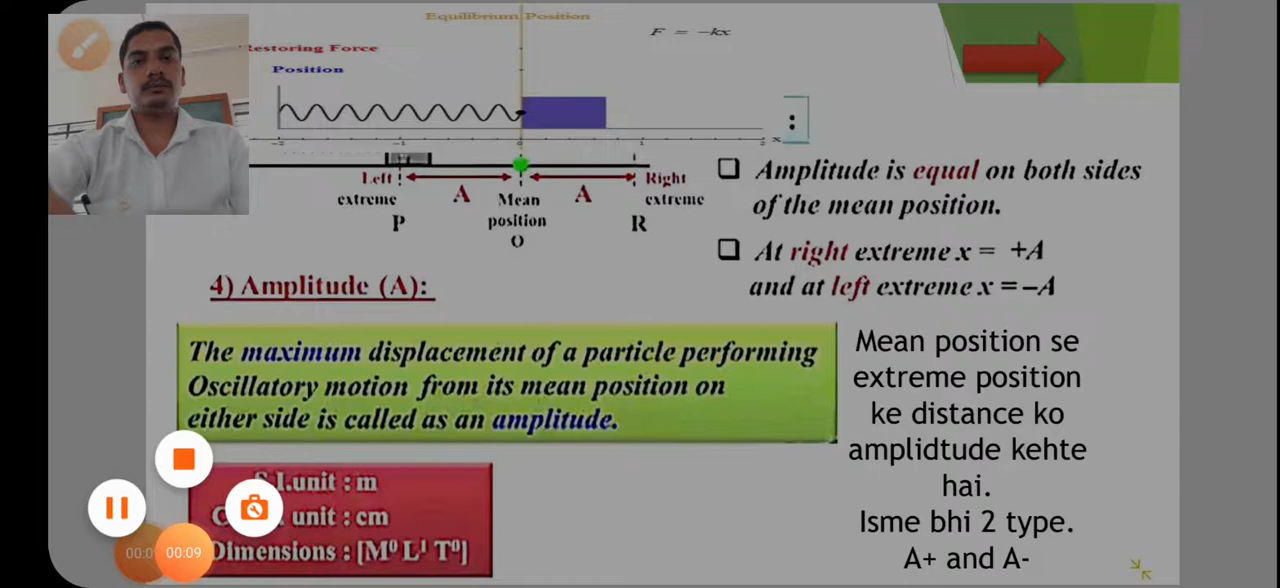 Equilibrium Position
F = -kx
Restoring Force
Position
-2 -1 0 2 x
:
Left
extreme
P
A
Mean
position
O
A
Right
extreme
R
Amplitude is equal on both sides
of the mean position.
At right extreme x = +A
and at left extreme x = –A
4) Amplitude (A):
The maximum displacement of a particle performing
Oscillatory motion from its mean position on
either side is called as an amplitude.
Mean position se
extreme position
ke distance ko
amplidtude kehte
hai.
Isme bhi 2 type.
A+ and A-
S.I.unit : m
unit : cm
Dimensions : [M⁰ L¹ T⁰]
00:09